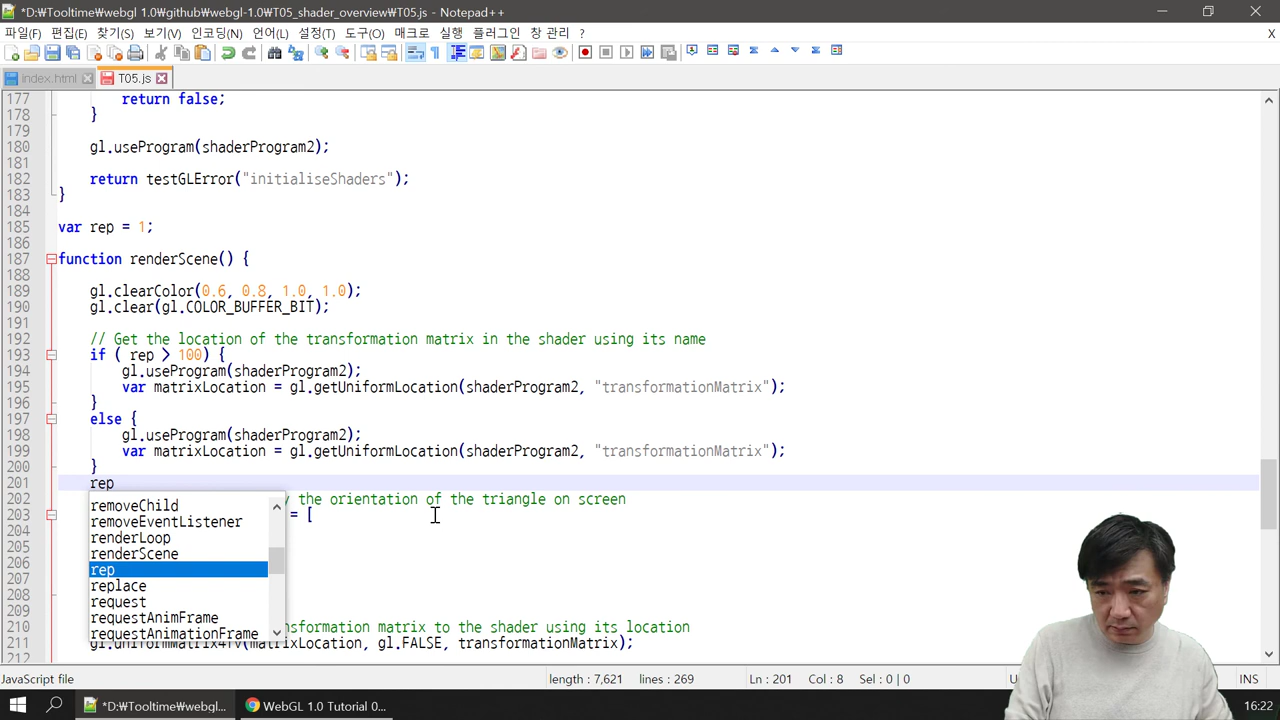 *D:₩Tooltime₩webgl 1.0₩github₩webgl-1.0₩T05_shader_overview₩T05.js - Notepad++
파일(F) 편집(E) 찾기(S) 보기(V) 인코딩(N) 언어(L) 설정(T) 도구(O) 매크로 실행 플러그인 창 관리 ? X
index.html T05.js
177 return false;
178 }
179
180 gl.useProgram(shaderProgram2);
181
182 return testGLError("initialiseShaders");
183 }
184
185 var rep = 1;
186
187 function renderScene() {
188
189 gl.clearColor(0.6, 0.8, 1.0, 1.0);
190 gl.clear(gl.COLOR_BUFFER_BIT);
191
192 // Get the location of the transformation matrix in the shader using its name
193 if ( rep > 100) {
194 gl.useProgram(shaderProgram2);
195 var matrixLocation = gl.getUniformLocation(shaderProgram2, "transformationMatrix");
196 }
197 else {
198 gl.useProgram(shaderProgram2);
199 var matrixLocation = gl.getUniformLocation(shaderProgram2, "transformationMatrix");
200 }
201 rep
202 the orientation of the triangle on screen
203 = [
204
205
206
207
208
209
210 nsformation matrix to the shader using its location
211 gl.uniformMatrix4fv(matrixLocation, gl.FALSE, transformationMatrix);
212
removeChild
removeEventListener
renderLoop
renderScene
rep
replace
request
requestAnimFrame
requestAnimationFrame
JavaScript file length : 7,621 lines : 269 Ln : 201 Col : 8 Sel : 0 | 0 INS
*D:₩Tooltime₩webgl... WebGL 1.0 Tutorial 0... 16:22